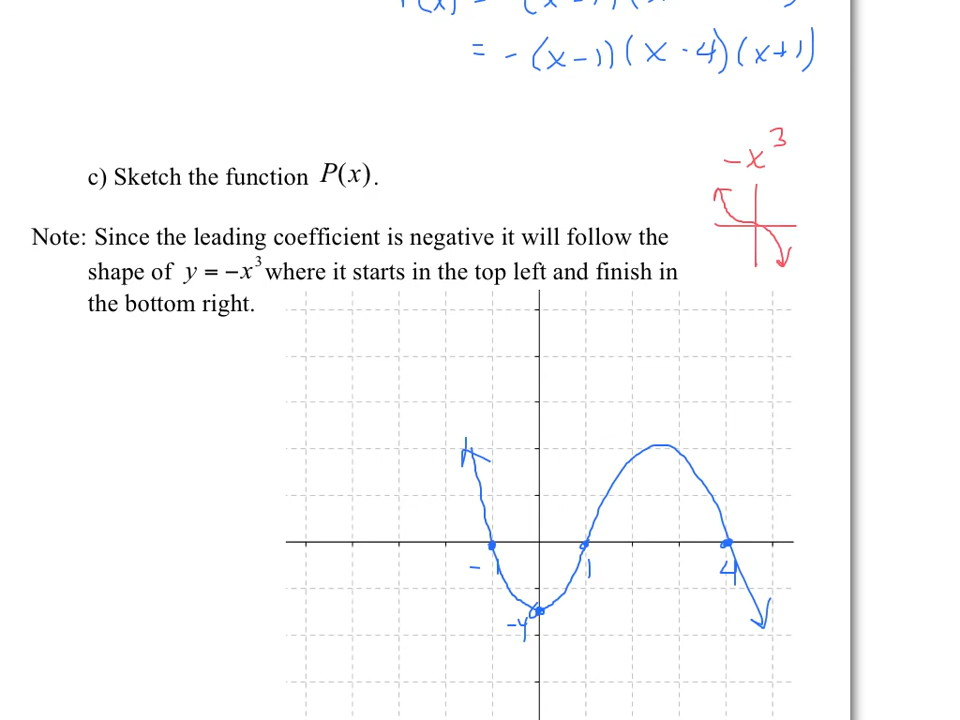 = -(x-1)(x-4)(x+1)
-x³
c) Sketch the function P(x).
Note: Since the leading coefficient is negative it will follow the
shape of y = -x³ where it starts in the top left and finish in
the bottom right.
-1 1 4
-4